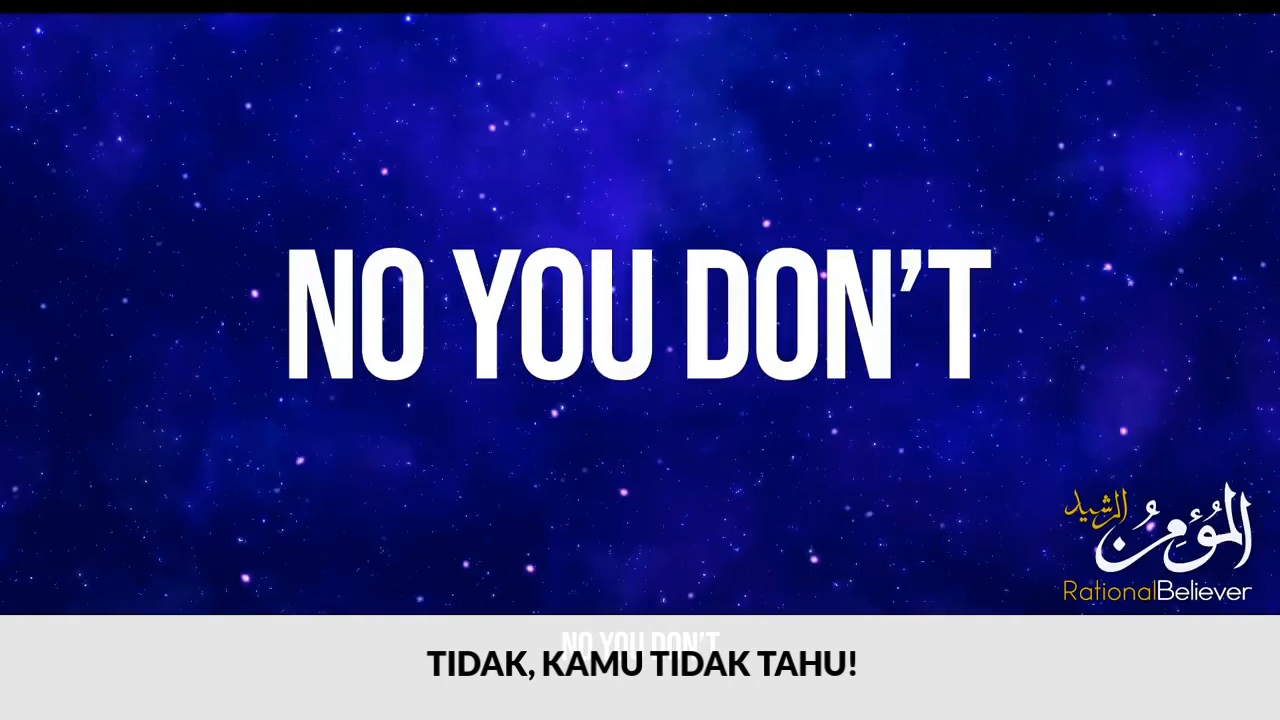 NO YOU DON'T
الرشيد
المؤمن
RationalBeliever
NO YOU DON'T
TIDAK, KAMU TIDAK TAHU!